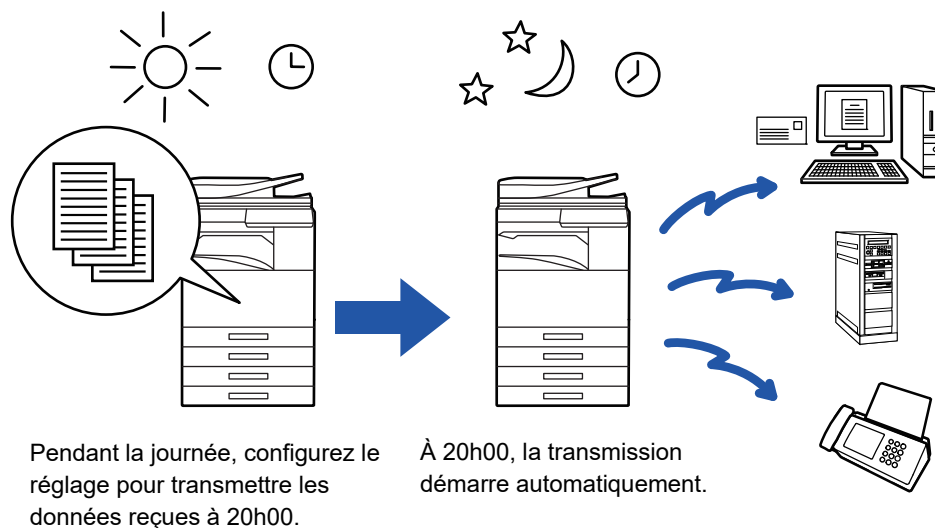 Pendant la journée, configurez le
réglage pour transmettre les
données reçues à 20h00.
À 20h00, la transmission
démarre automatiquement.